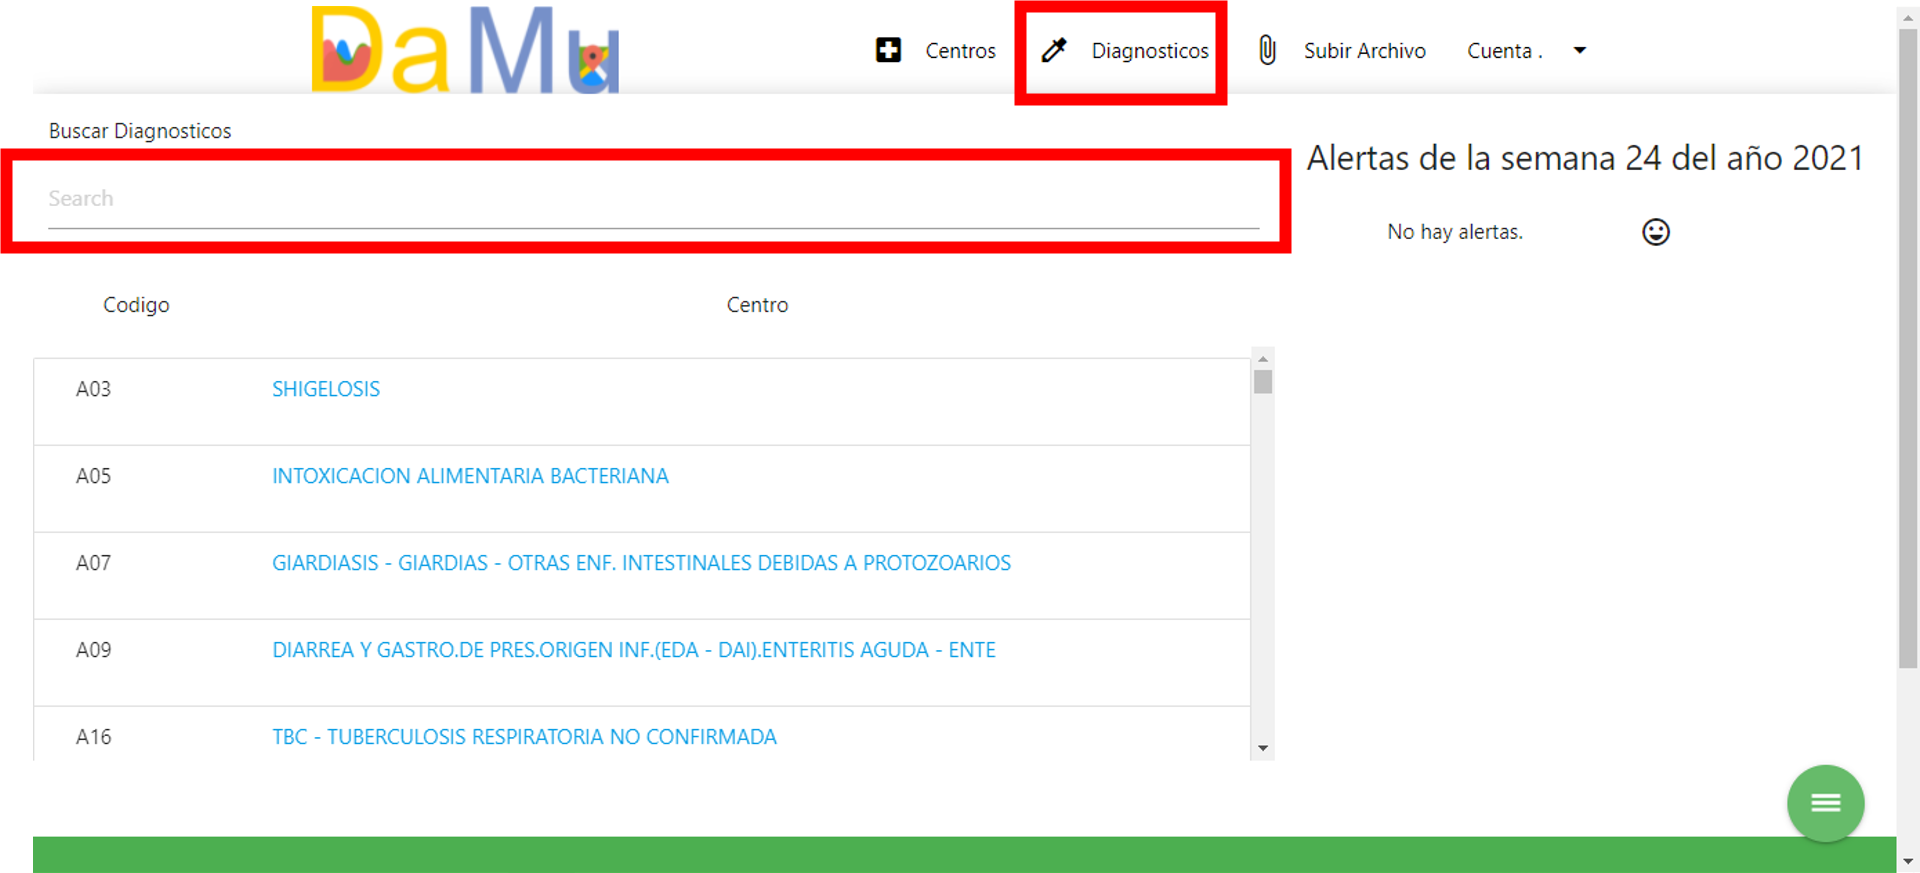 DaMu
Centros
Diagnosticos
Subir Archivo
Cuenta .
Buscar Diagnosticos
Search
Alertas de la semana 24 del año 2021
No hay alertas.
Codigo Centro
A03 SHIGELOSIS
A05 INTOXICACION ALIMENTARIA BACTERIANA
A07 GIARDIASIS - GIARDIAS - OTRAS ENF. INTESTINALES DEBIDAS A PROTOZOARIOS
A09 DIARREA Y GASTRO.DE PRES.ORIGEN INF.(EDA - DAI).ENTERITIS AGUDA - ENTE
A16 TBC - TUBERCULOSIS RESPIRATORIA NO CONFIRMADA